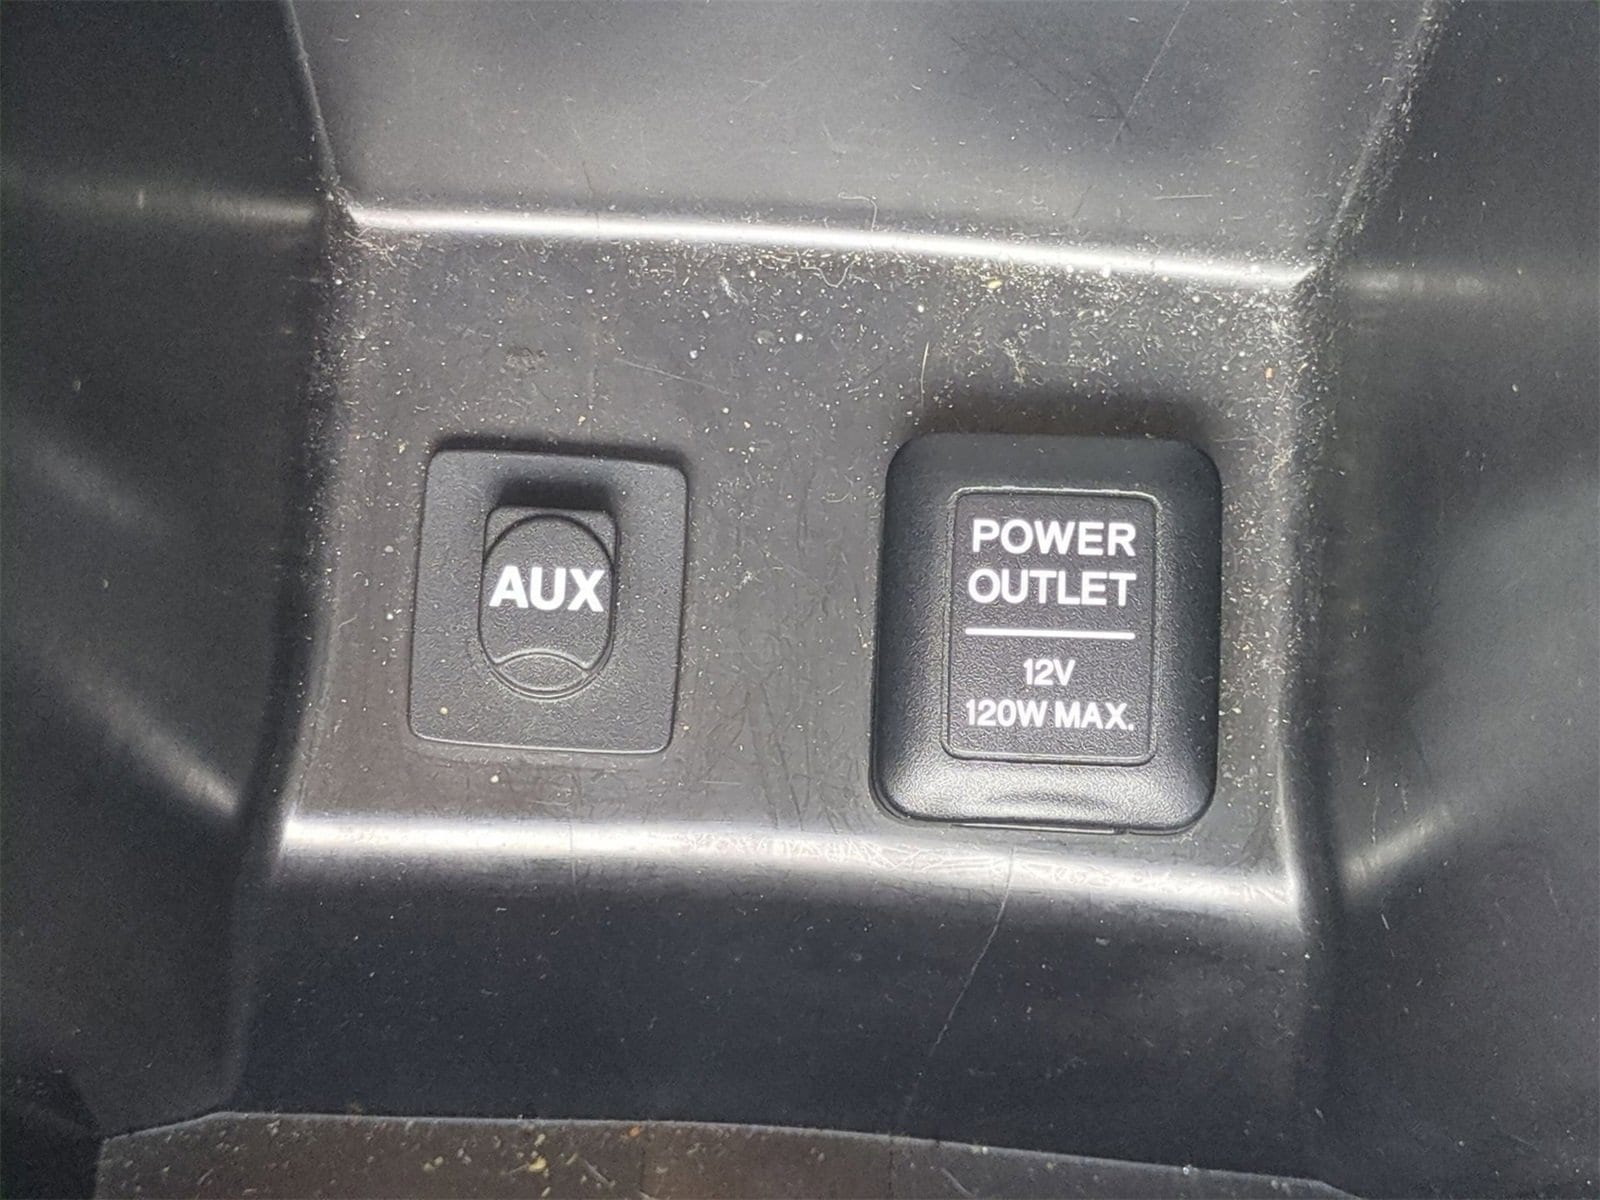 AUX
POWER
OUTLET
12V
120W MAX.